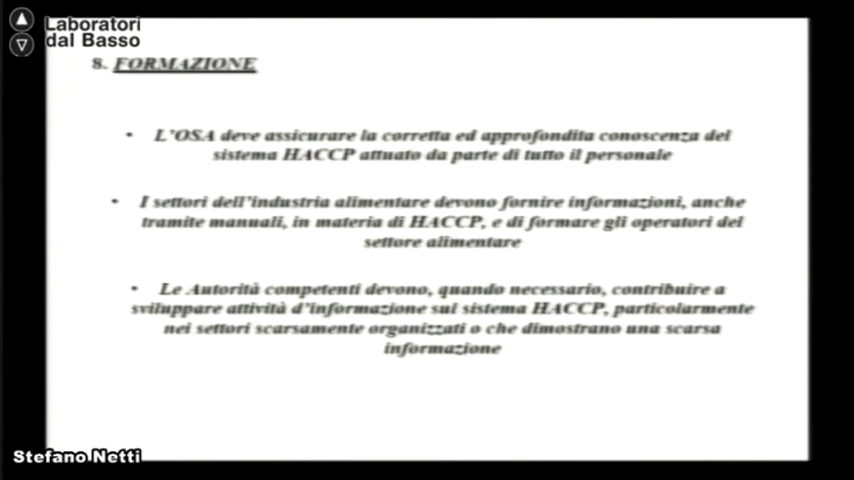 Laboratori
dal Basso
8. FORMAZIONE
• L'OSA deve assicurare la corretta ed approfondita conoscenza del
sistema HACCP attuato da parte di tutto il personale
• I settori dell'industria alimentare devono fornire informazioni, anche
tramite manuali, in materia di HACCP, e di formare gli operatori del
settore alimentare
• Le Autorità competenti devono, quando necessario, contribuire a
sviluppare attività d'informazione sul sistema HACCP, particolarmente
nei settori scarsamente organizzati o che dimostrano una scarsa
informazione
Stefano Netti